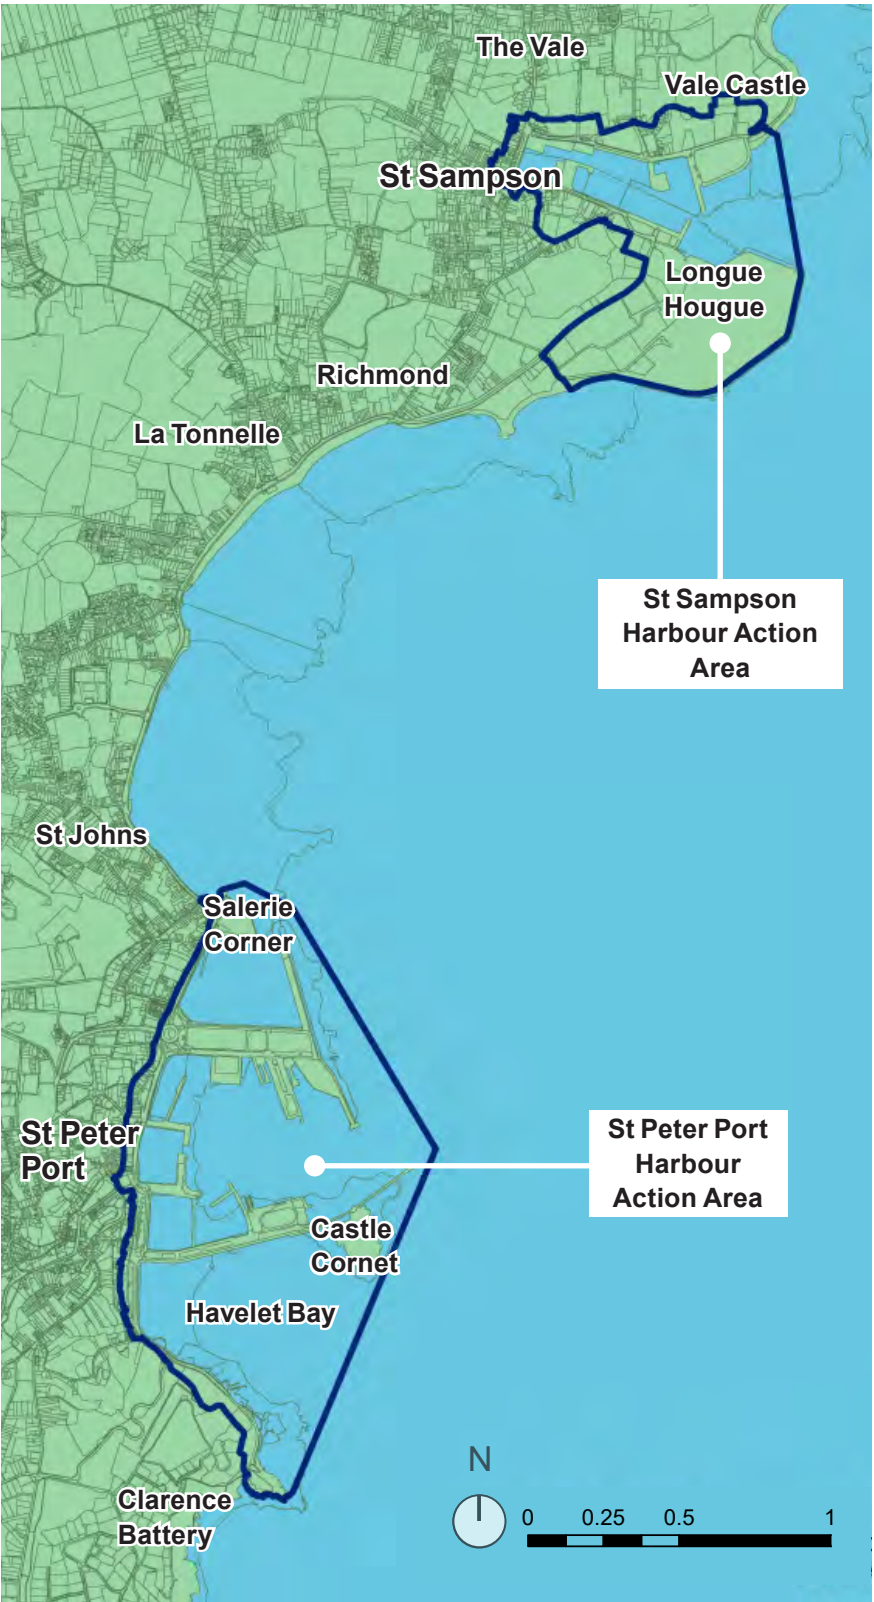 The Vale
Vale Castle
St Sampson
Longue
Hougue
Richmond
La Tonnelle
St Sampson
Harbour Action
Area
St Johns
Salerie
Corner
St Peter
Port
St Peter Port
Harbour
Action Area
Castle
Cornet
Havelet Bay
N
Clarence
Battery
0 0.25 0.5 1